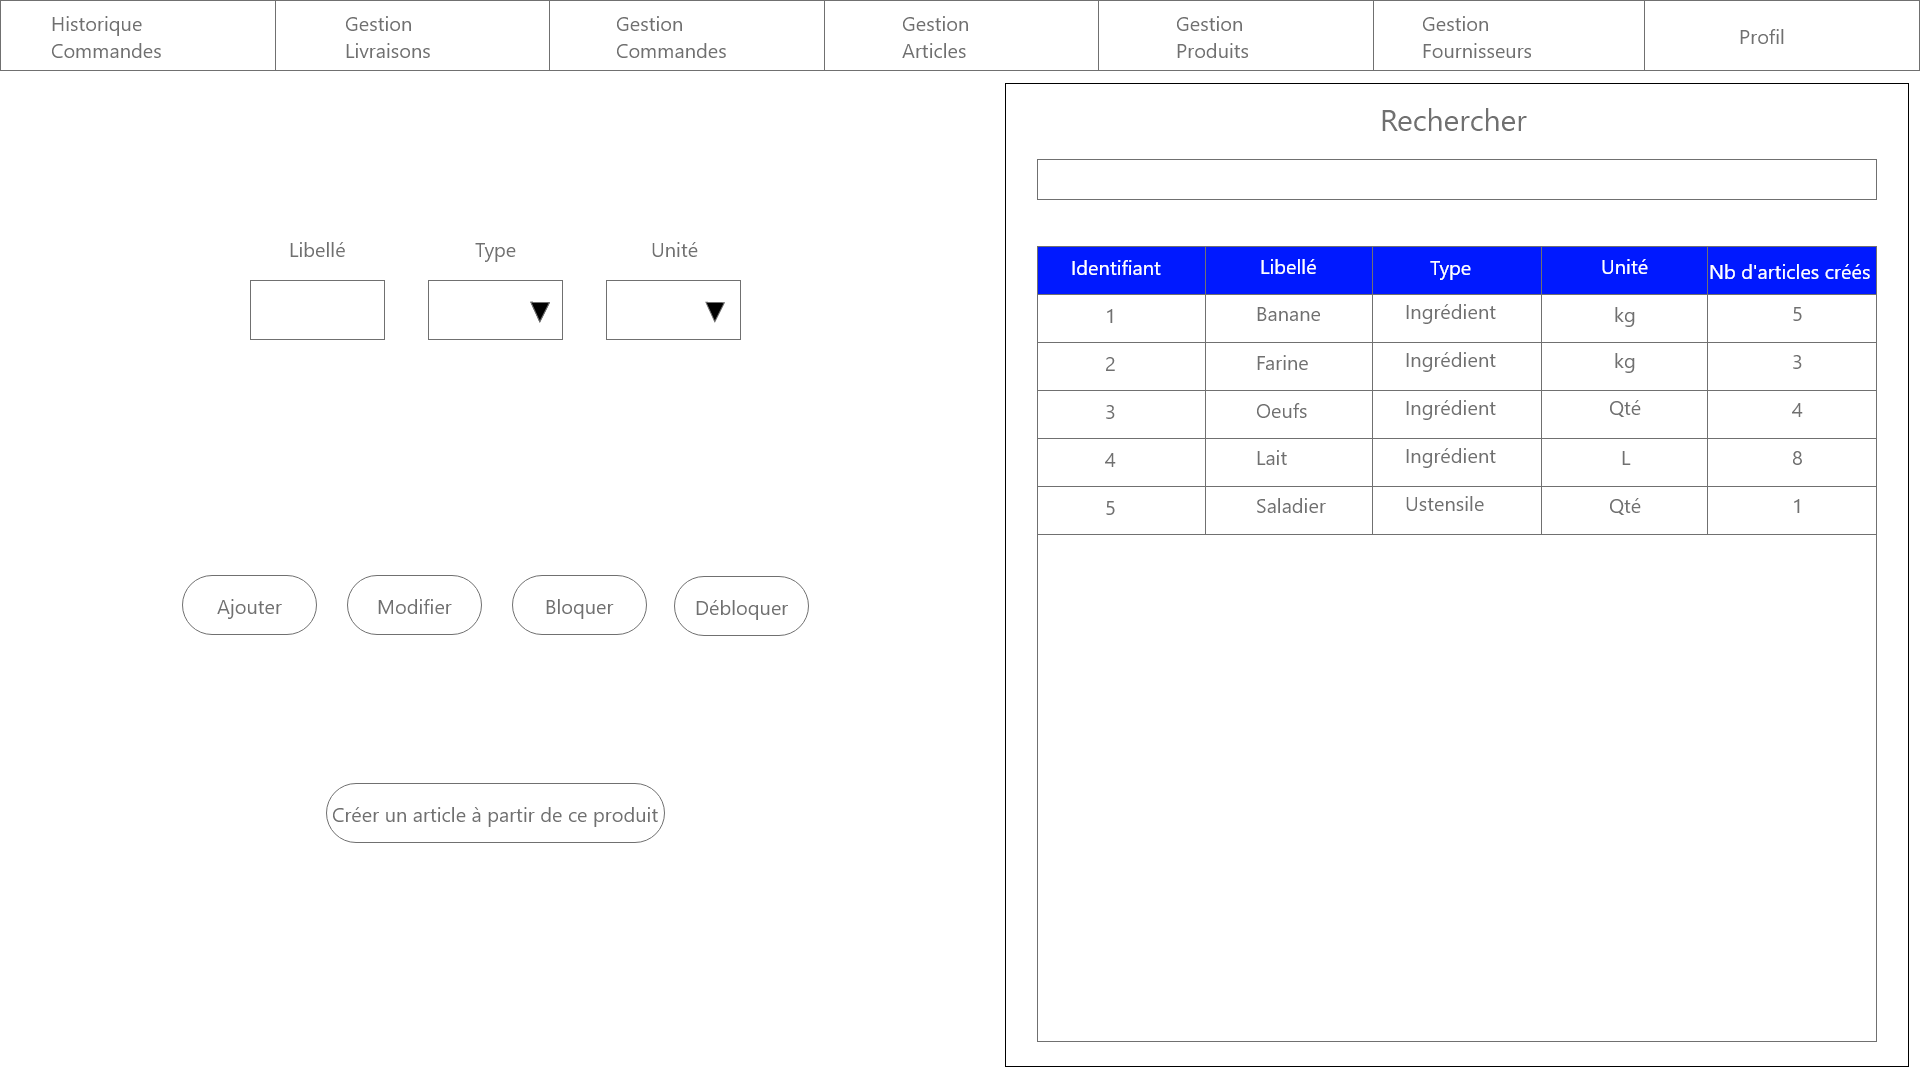 Historique
Commandes
Gestion
Livraisons
Gestion
Commandes
Gestion
Articles
Gestion
Produits
Gestion
Fournisseurs
Profil
Libellé Type Unité
Ajouter Modifier Bloquer Débloquer
Créer un article à partir de ce produit
Rechercher
Identifiant Libellé Type Unité Nb d'articles créés
1 Banane Ingrédient kg 5
2 Farine Ingrédient kg 3
3 Oeufs Ingrédient Qté 4
4 Lait Ingrédient L 8
5 Saladier Ustensile Qté 1